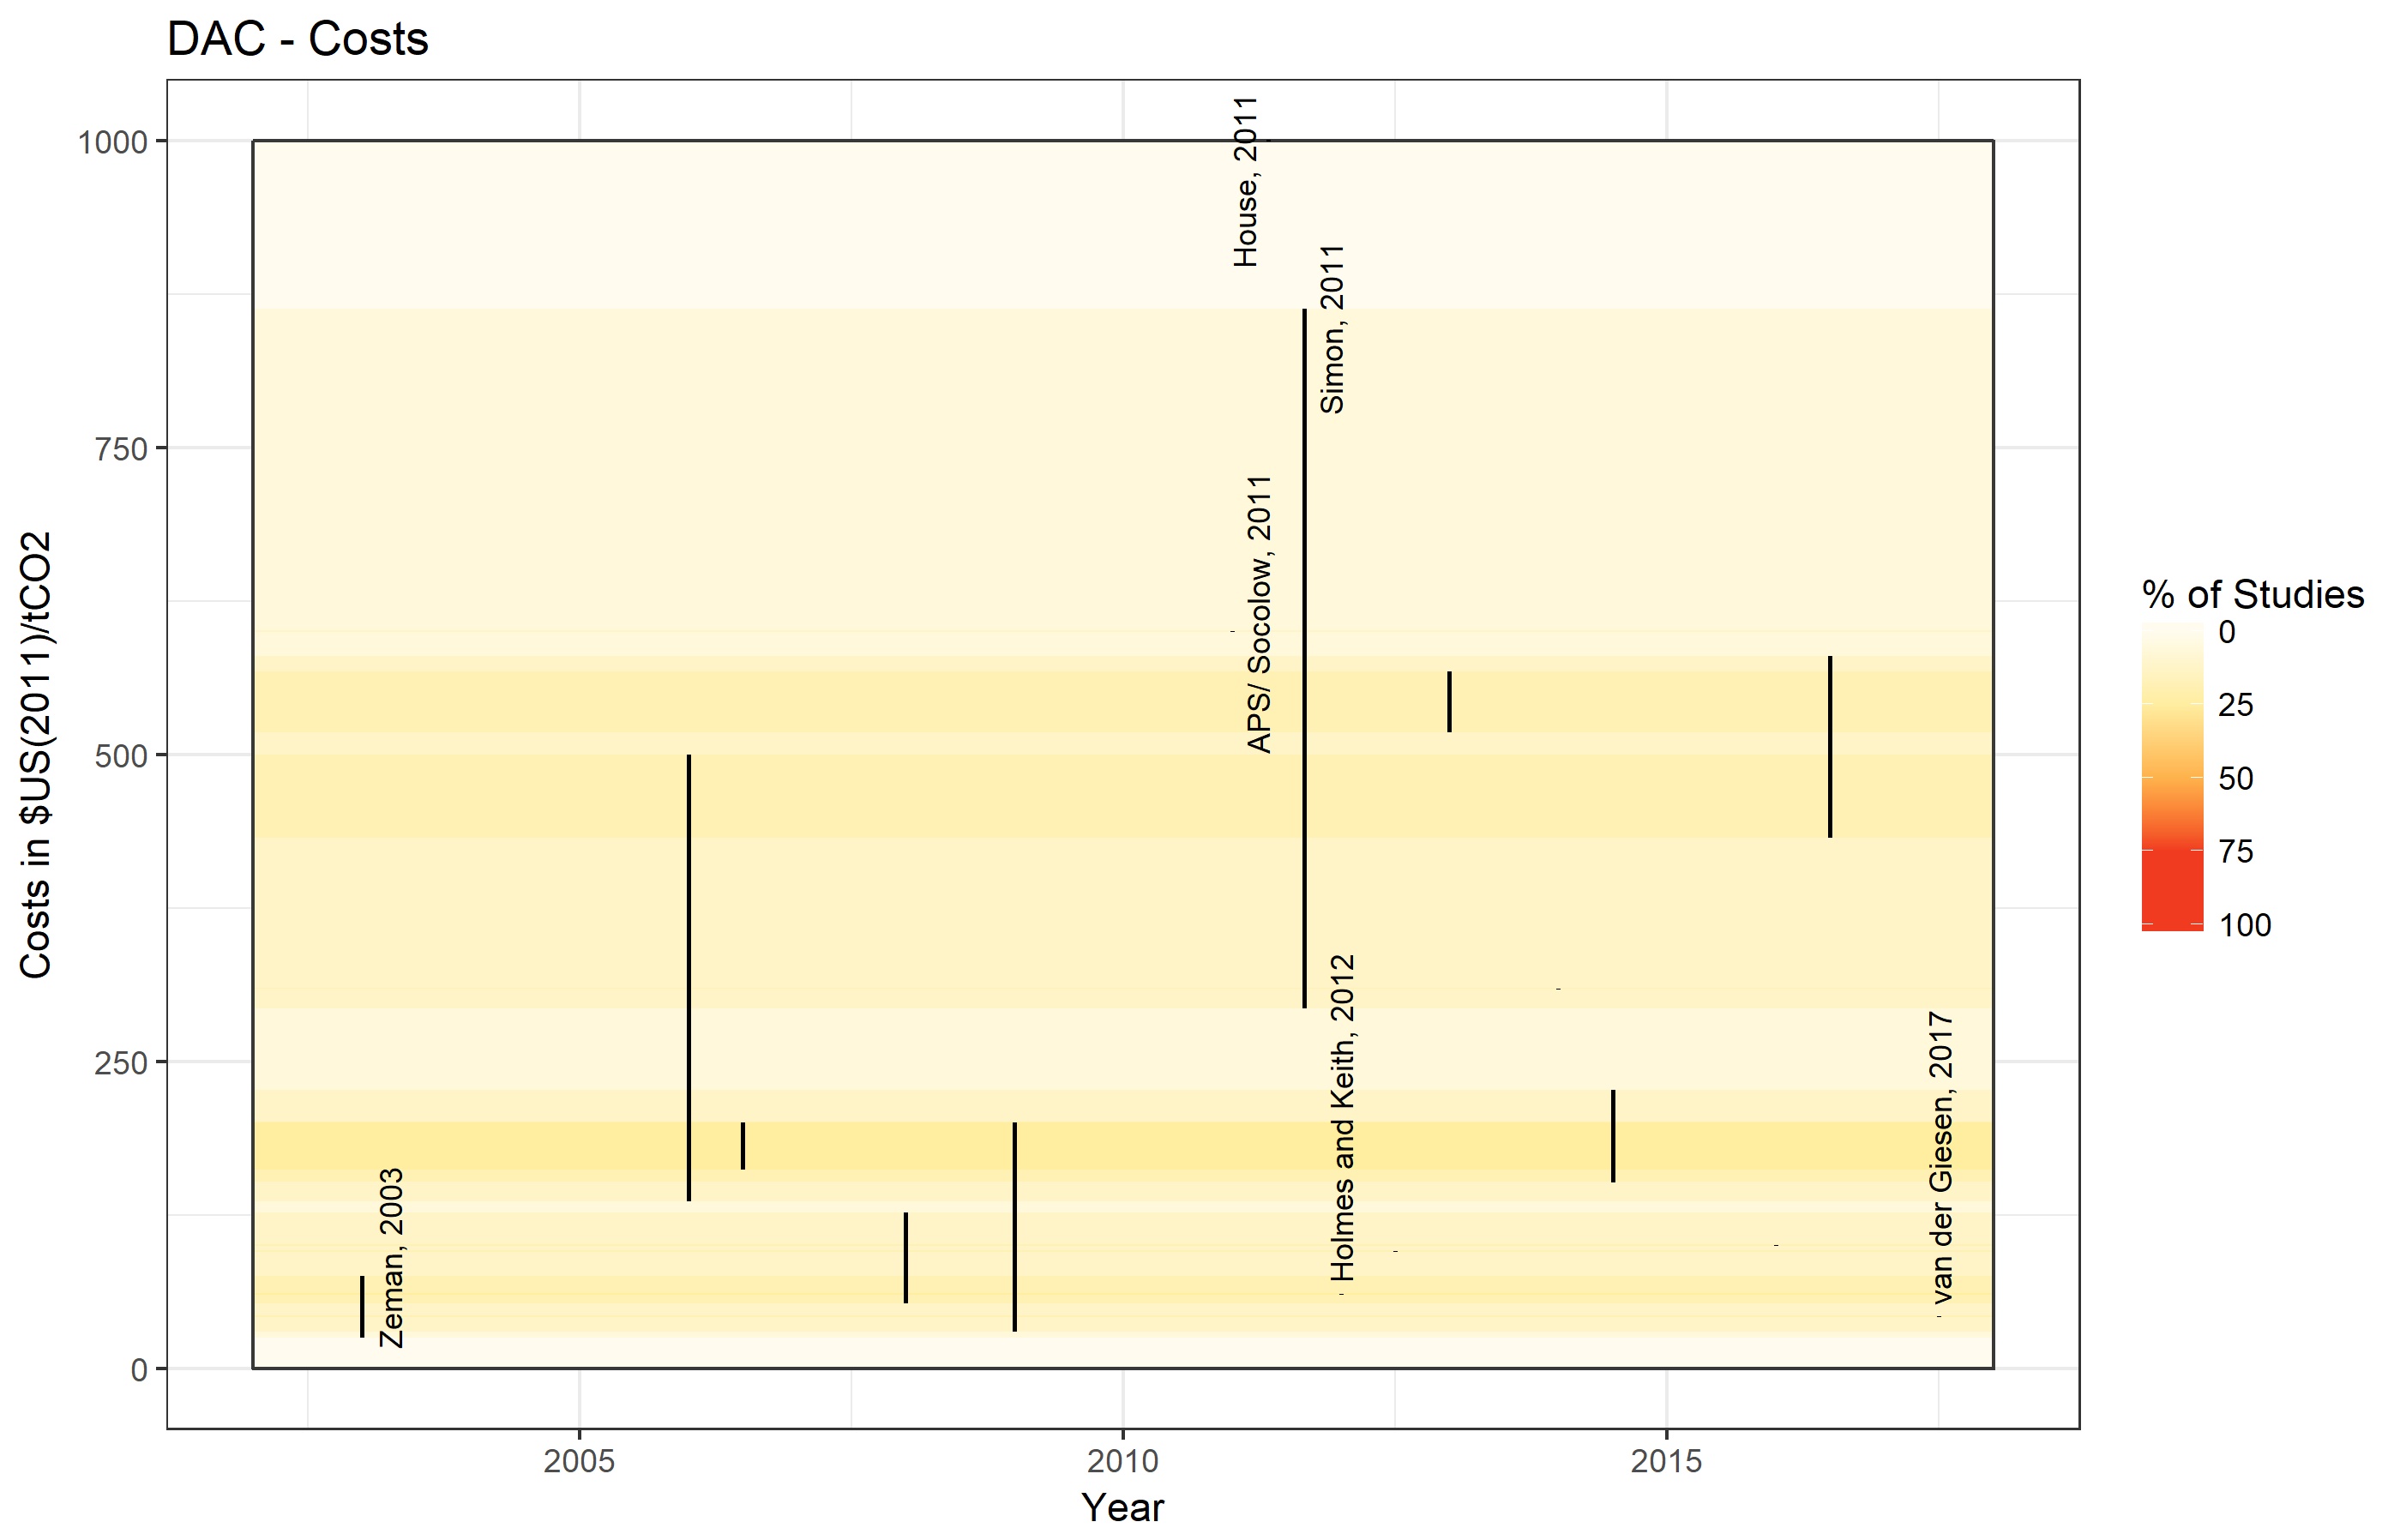 DAC - Costs
Costs in $US(2011)/tCO2
1000
750
500
250
0
House, 2011
Simon, 2011
APS/ Socolow, 2011
Holmes and Keith, 2012
van der Giesen, 2017
Zeman, 2003
2005
2010
2015
Year
% of Studies
0
25
50
75
100